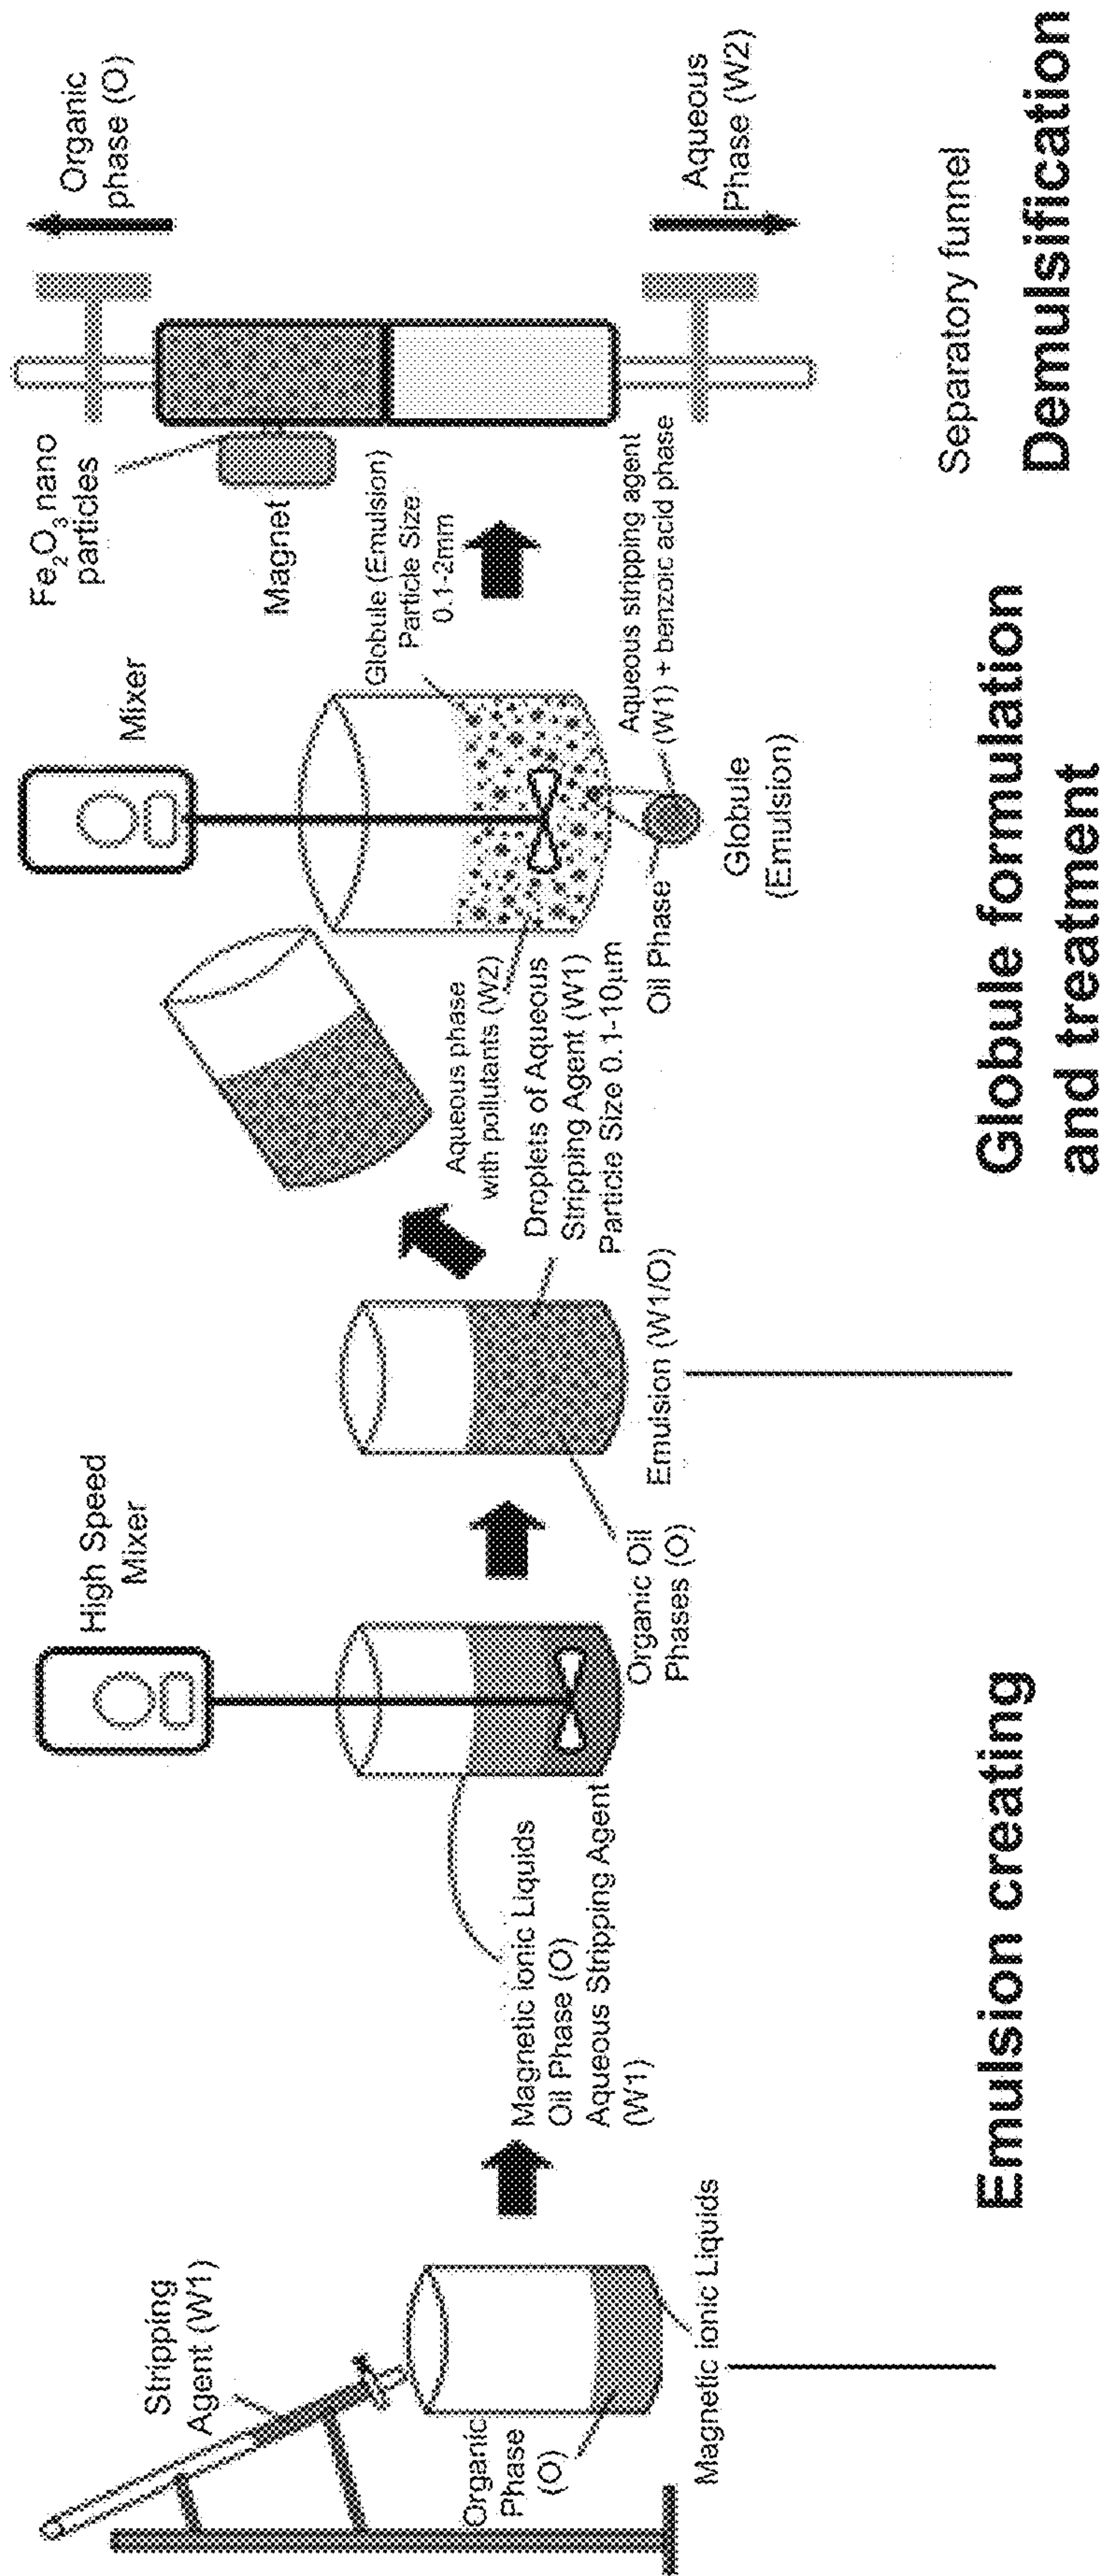 Stripping
Agent (W1)
Organic
Phase
(O)
Magnetic ionic Liquids
High Speed
Mixer
Magnetic ionic Liquids
Oil Phase (O)
Aqueous Stripping Agent
(W1)
Organic Oil
Phases (O)
Emulsion (W1/O)
Emulsion creating
Aqueous phase
with pollutants (W2)
Droplets of Aqueous
Stripping Agent (W1)
Particle Size 0.1-10µm
Mixer
Globule (Emulsion)
Particle Size
0.1-2mm
Oil Phase
Aqueous stripping agent
(W1) + benzoic acid phase
Globule
(Emulsion)
Globule formulation
and treatment
Fe₂O₃ nano
particles
Magnet
Organic
phase (O)
Aqueous
Phase (W2)
Separatory funnel
Demulsification